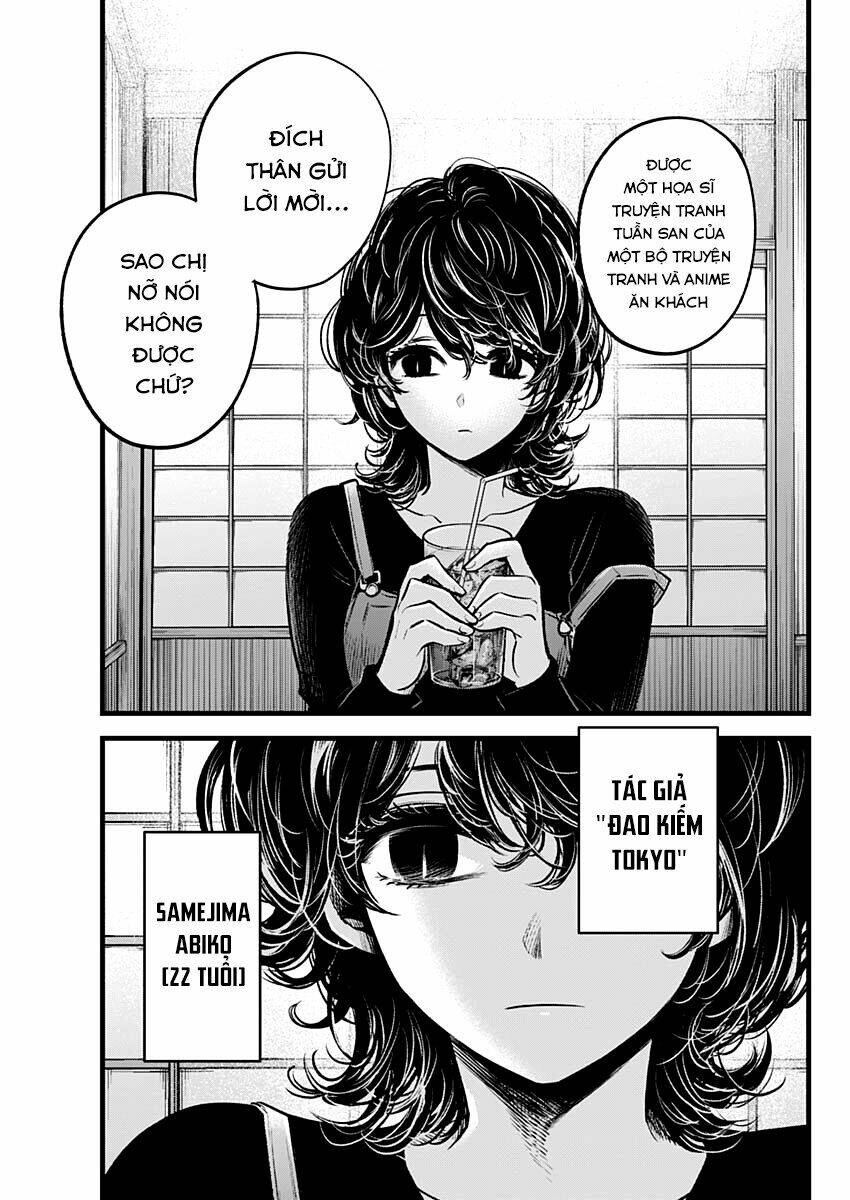 ĐƯỢC
MỘT HỌA SĨ
TRUYỆN TRANH
TUẦN SAN CỦA
MỘT BỘ TRUYỆN
TRANH VÀ ANIME
ĂN KHÁCH
ĐÍCH
THÂN GỬI
LỜI MỜI...
SAO CHỊ
NỠ NÓI
KHÔNG
ĐƯỢC
CHỨ?
TÁC GIẢ
"ĐAO KIẾM
TOKYO"
SAMEJIMA
ABIKO
(22 TUỔI)